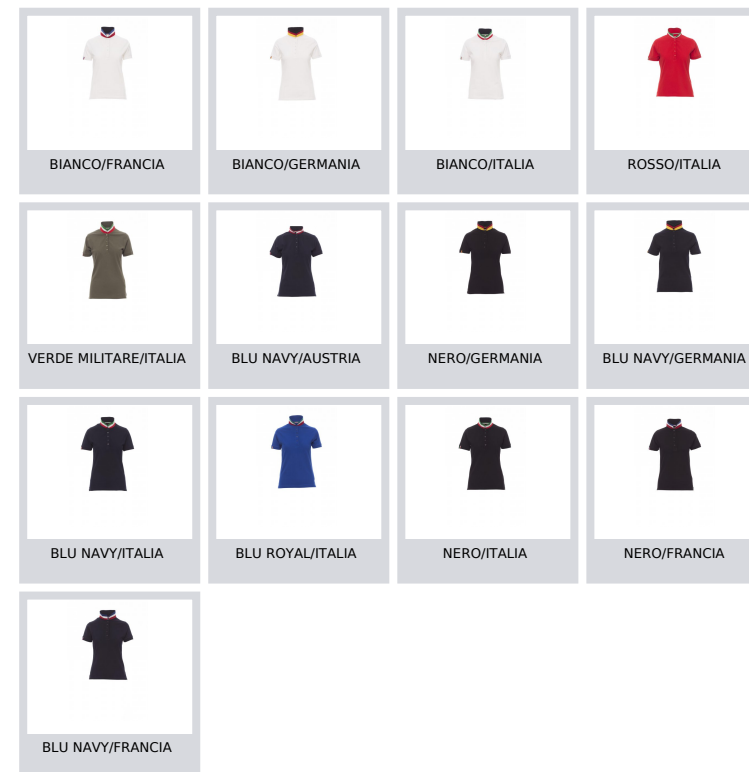 BIANCO/FRANCIA
BIANCO/GERMANIA
BIANCO/ITALIA
ROSSO/ITALIA
VERDE MILITARE/ITALIA
BLU NAVY/AUSTRIA
NERO/GERMANIA
BLU NAVY/GERMANIA
BLU NAVY/ITALIA
BLU ROYAL/ITALIA
NERO/ITALIA
NERO/FRANCIA
BLU NAVY/FRANCIA